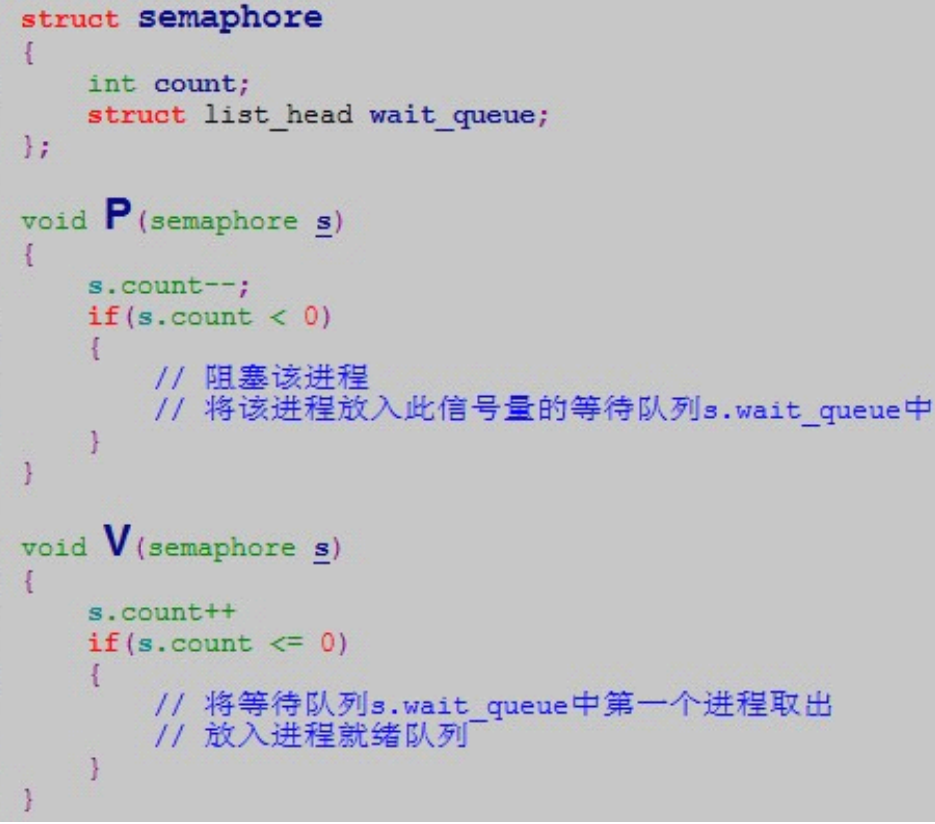 struct semaphore
{
    int count;
    struct list_head wait_queue;
};
void P(semaphore s)
{
    s.count--;
    if(s.count < 0)
    {
        // 阻塞该进程
        // 将该进程放入此信号量的等待队列s.wait_queue中
    }
}
void V(semaphore s)
{
    s.count++
    if(s.count <= 0)
    {
        // 将等待队列s.wait_queue中第一个进程取出
        // 放入进程就绪队列
    }
}